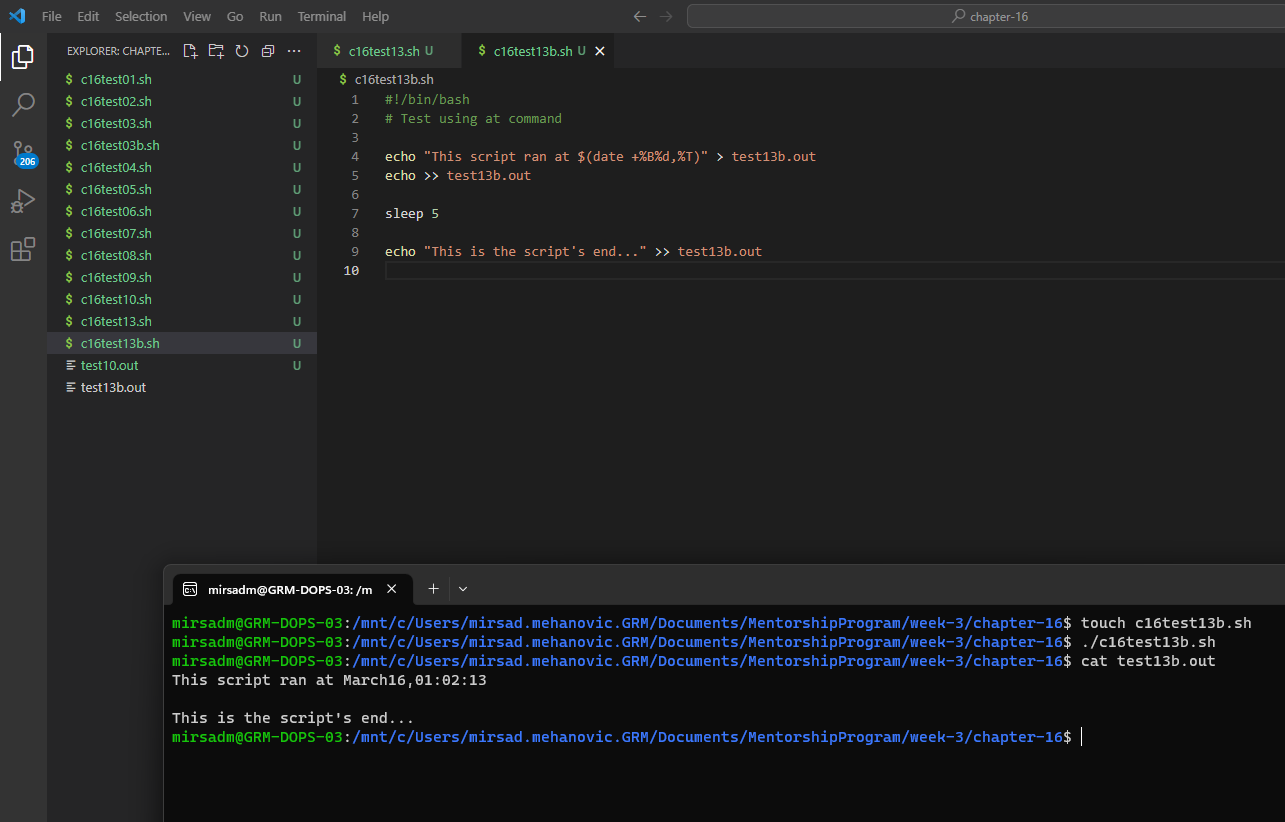 File Edit Selection View Go Run Terminal Help
chapter-16
EXPLORER: CHAPTE...
$ c16test01.sh U
$ c16test02.sh U
$ c16test03.sh U
$ c16test03b.sh U
$ c16test04.sh U
$ c16test05.sh U
$ c16test06.sh U
$ c16test07.sh U
$ c16test08.sh U
$ c16test09.sh U
$ c16test10.sh U
$ c16test13.sh U
$ c16test13b.sh U
test10.out U
test13b.out
206
$ c16test13.sh U
$ c16test13b.sh U
$ c16test13b.sh
1 #!/bin/bash
2 # Test using at command
3
4 echo "This script ran at $(date +%B%d,%T)" > test13b.out
5 echo >> test13b.out
6
7 sleep 5
8
9 echo "This is the script's end..." >> test13b.out
10
mirsadm@GRM-DOPS-03: /m
mirsadm@GRM-DOPS-03:/mnt/c/Users/mirsad.mehanovic.GRM/Documents/MentorshipProgram/week-3/chapter-16$ touch c16test13b.sh
mirsadm@GRM-DOPS-03:/mnt/c/Users/mirsad.mehanovic.GRM/Documents/MentorshipProgram/week-3/chapter-16$ ./c16test13b.sh
mirsadm@GRM-DOPS-03:/mnt/c/Users/mirsad.mehanovic.GRM/Documents/MentorshipProgram/week-3/chapter-16$ cat test13b.out
This script ran at March16,01:02:13

This is the script's end...
mirsadm@GRM-DOPS-03:/mnt/c/Users/mirsad.mehanovic.GRM/Documents/MentorshipProgram/week-3/chapter-16$